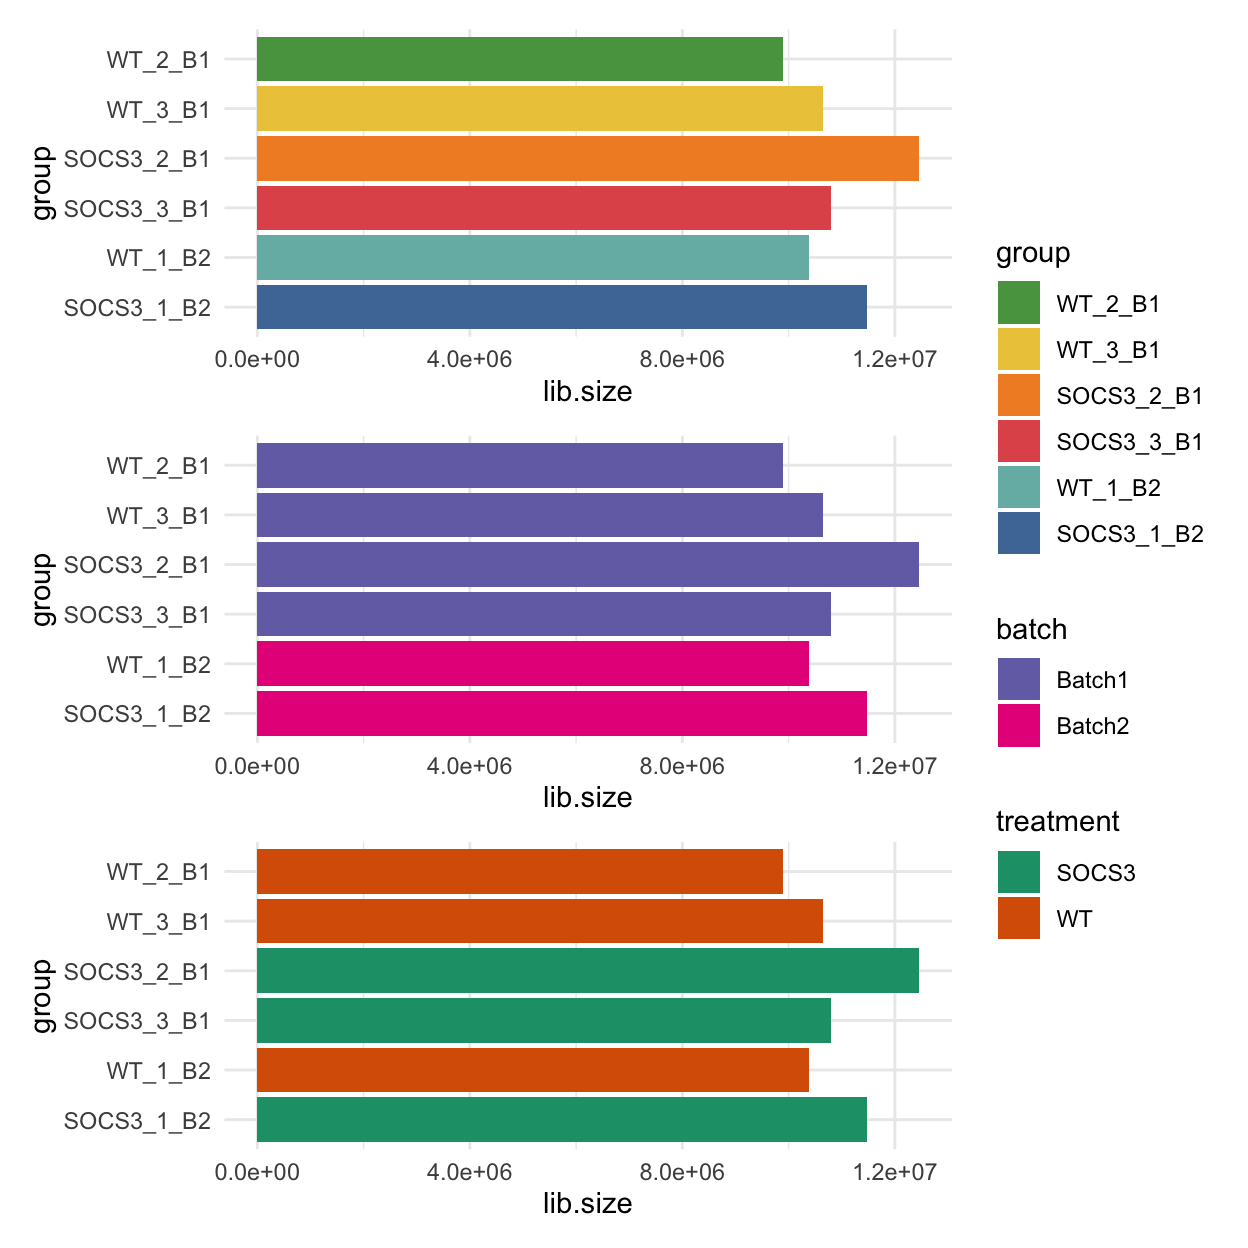 WT_2_B1
WT_3_B1
SOCS3_2_B1
SOCS3_3_B1
WT_1_B2
SOCS3_1_B2
group
0.0e+00 4.0e+06 8.0e+06 1.2e+07
lib.size
WT_2_B1
WT_3_B1
SOCS3_2_B1
SOCS3_3_B1
WT_1_B2
SOCS3_1_B2
group
0.0e+00 4.0e+06 8.0e+06 1.2e+07
lib.size
WT_2_B1
WT_3_B1
SOCS3_2_B1
SOCS3_3_B1
WT_1_B2
SOCS3_1_B2
group
0.0e+00 4.0e+06 8.0e+06 1.2e+07
lib.size
group
WT_2_B1
WT_3_B1
SOCS3_2_B1
SOCS3_3_B1
WT_1_B2
SOCS3_1_B2
batch
Batch1
Batch2
treatment
SOCS3
WT